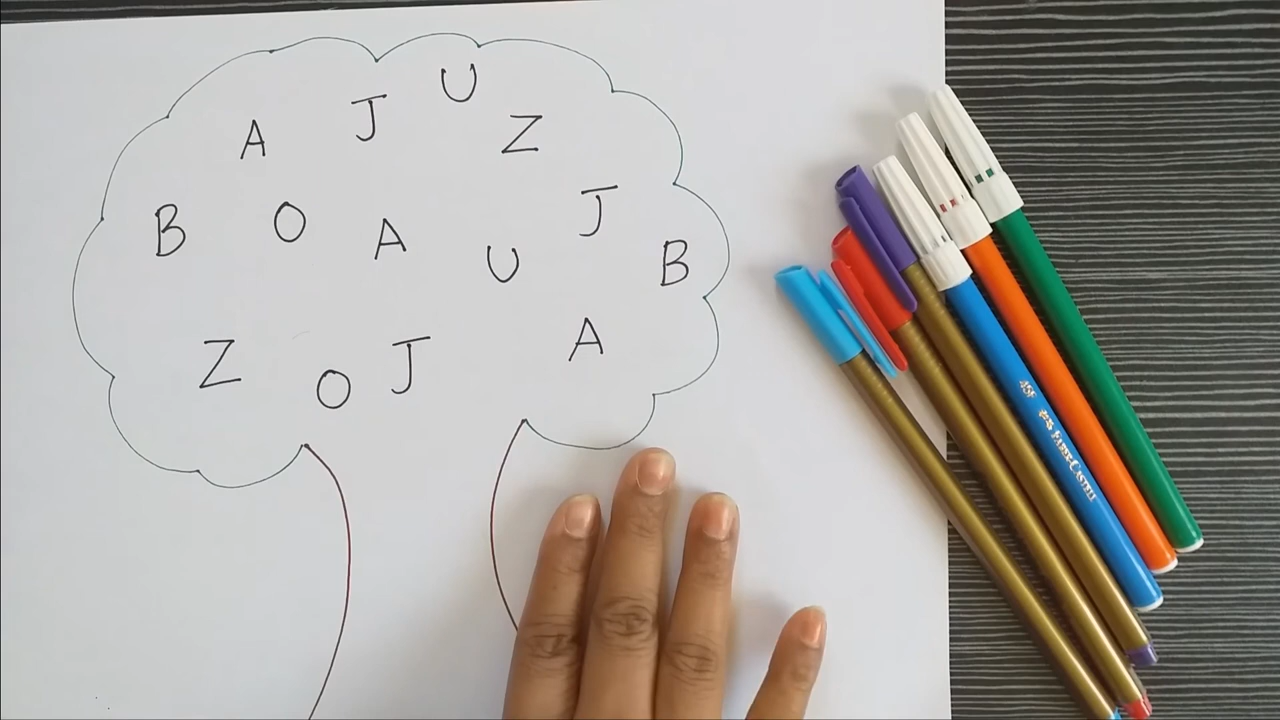 U
A J Z
B O A U J B
Z O J A
FABER-CASTELL